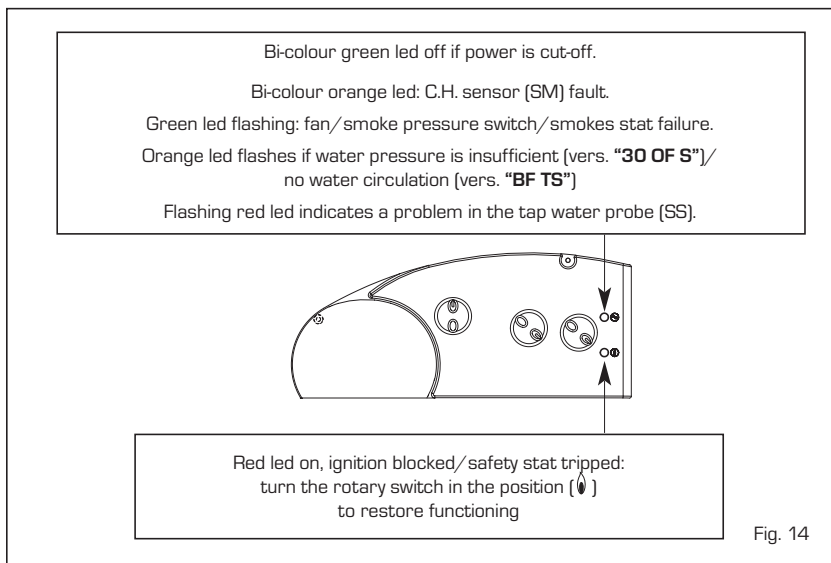 Bi-colour green led off if power is cut-off.
Bi-colour orange led: C.H. sensor (SM) fault.
Green led flashing: fan/smoke pressure switch/smokes stat failure.
Orange led flashes if water pressure is insufficient (vers. “30 OF S”)/
no water circulation (vers. “BF TS”)
Flashing red led indicates a problem in the tap water probe (SS).
Red led on, ignition blocked/safety stat tripped:
turn the rotary switch in the position ( )
to restore functioning
Fig. 14